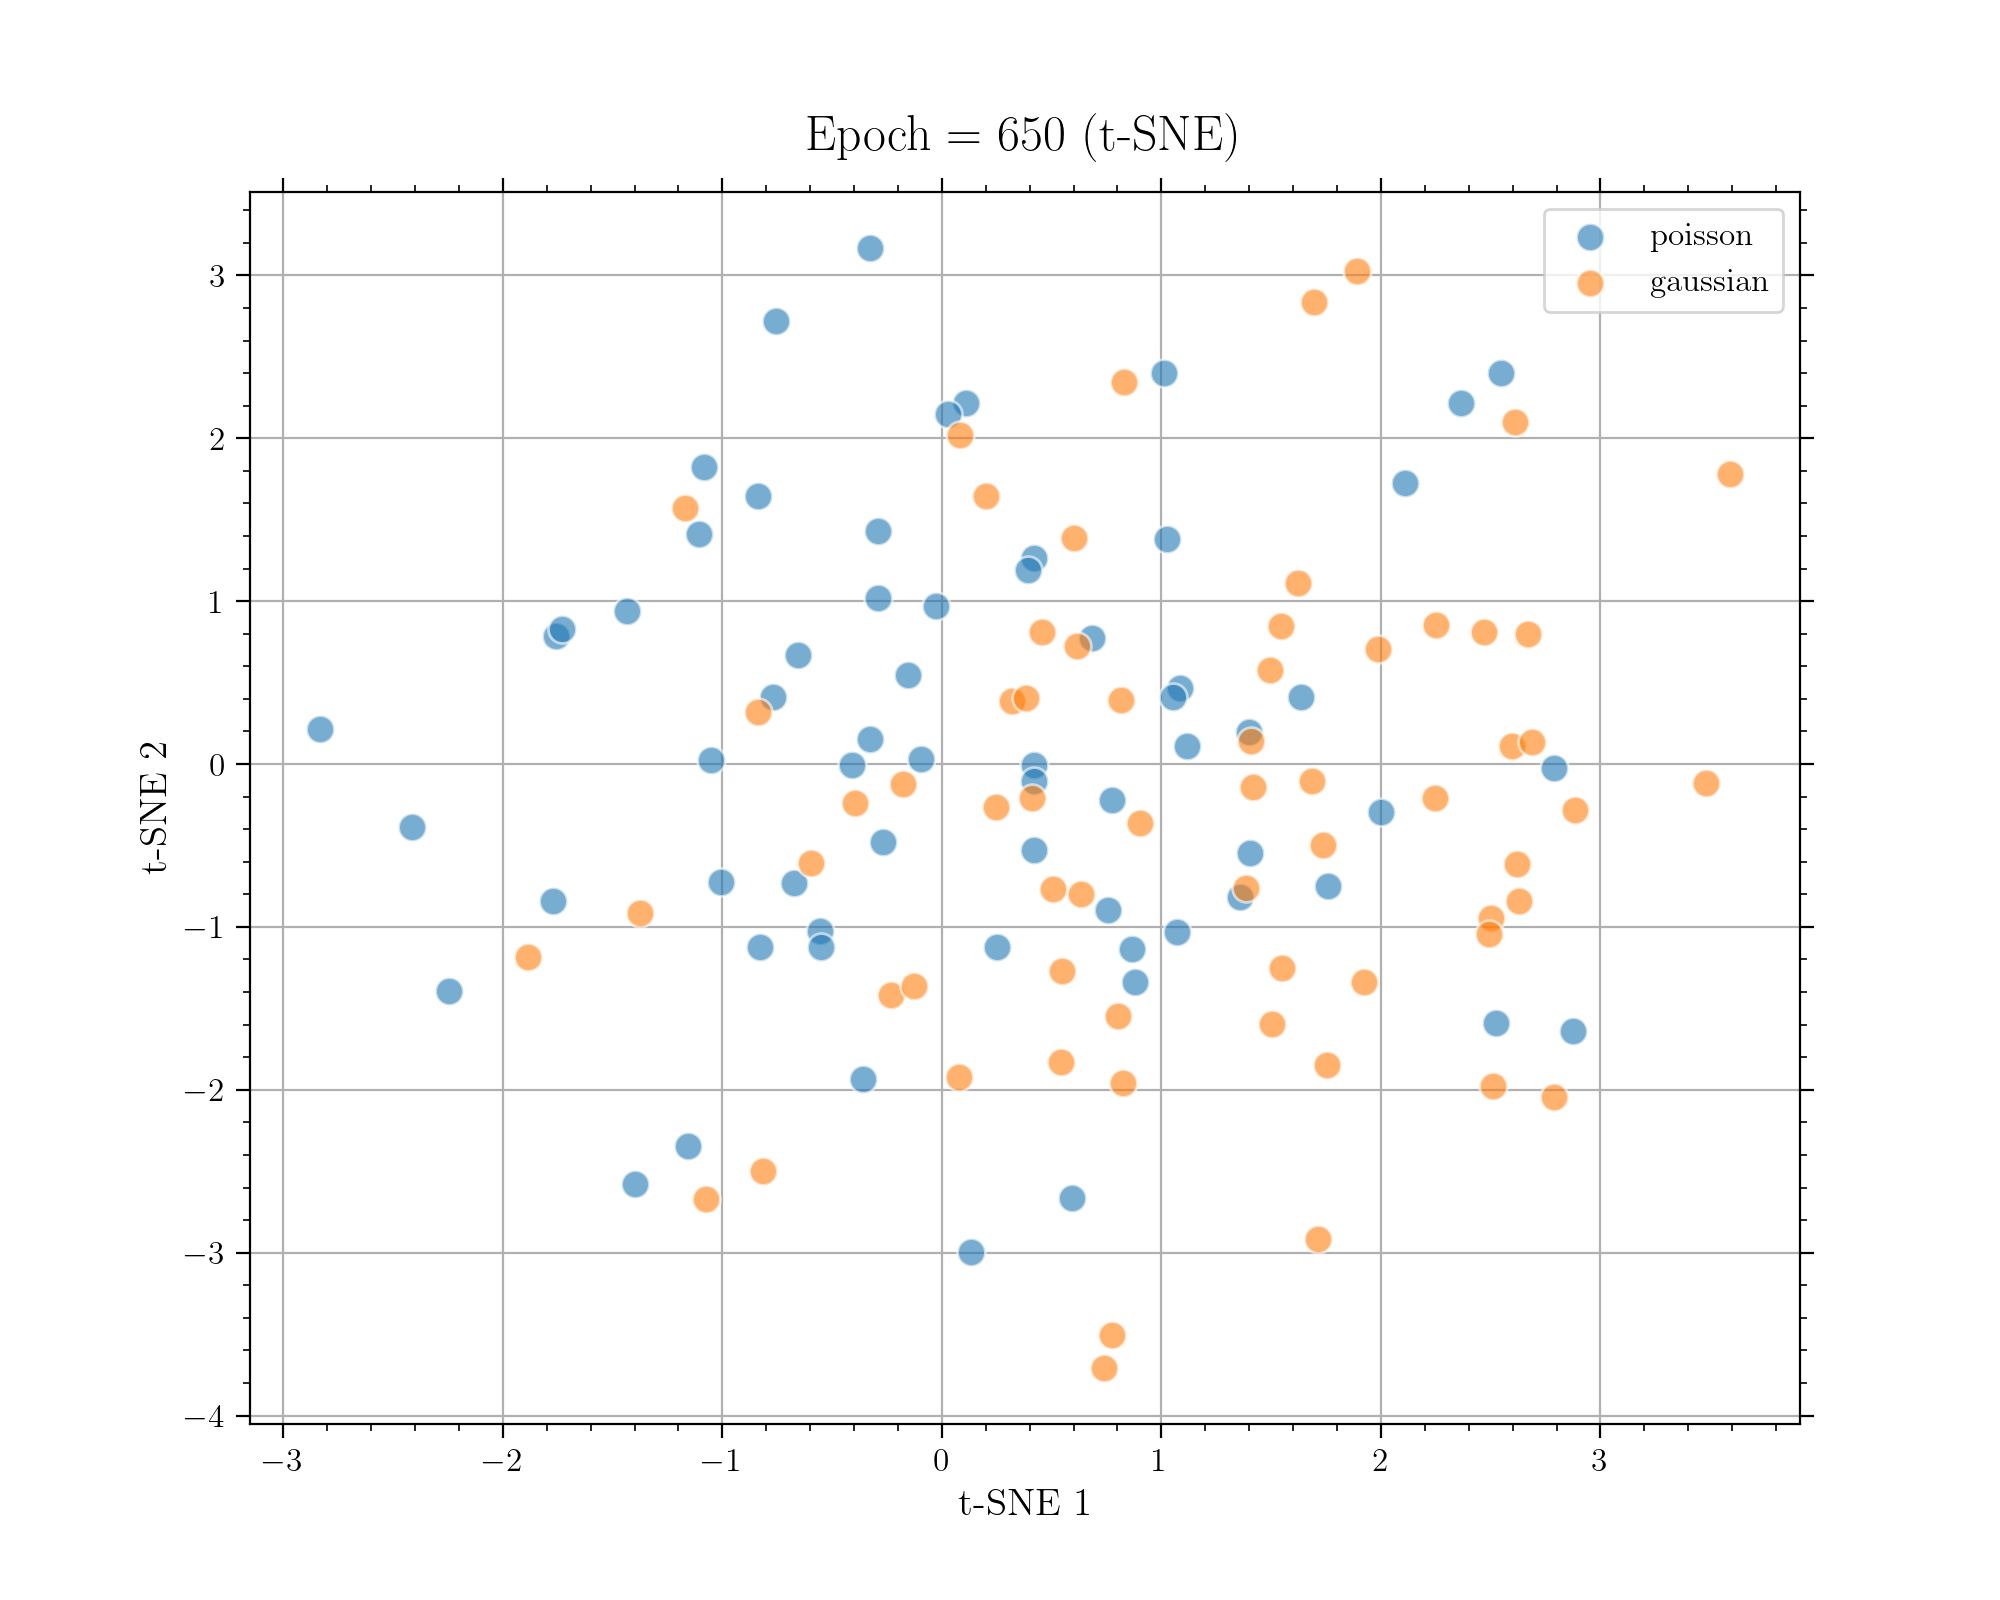 Epoch = 650 (t-SNE)
poisson
gaussian
3
2
1
0
−1
−2
−3
−4
t-SNE 2
−3 −2 −1 0 1 2 3
t-SNE 1